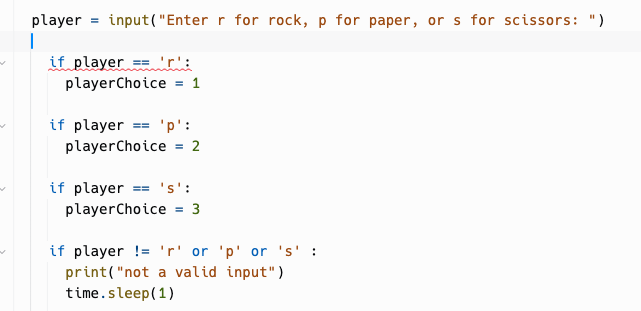 player = input("Enter r for rock, p for paper, or s for scissors: ")
if player == 'r':
playerChoice = 1
if player == 'p':
playerChoice = 2
if player == 's':
playerChoice = 3
if player != 'r' or 'p' or 's' :
print("not a valid input")
time.sleep(1)